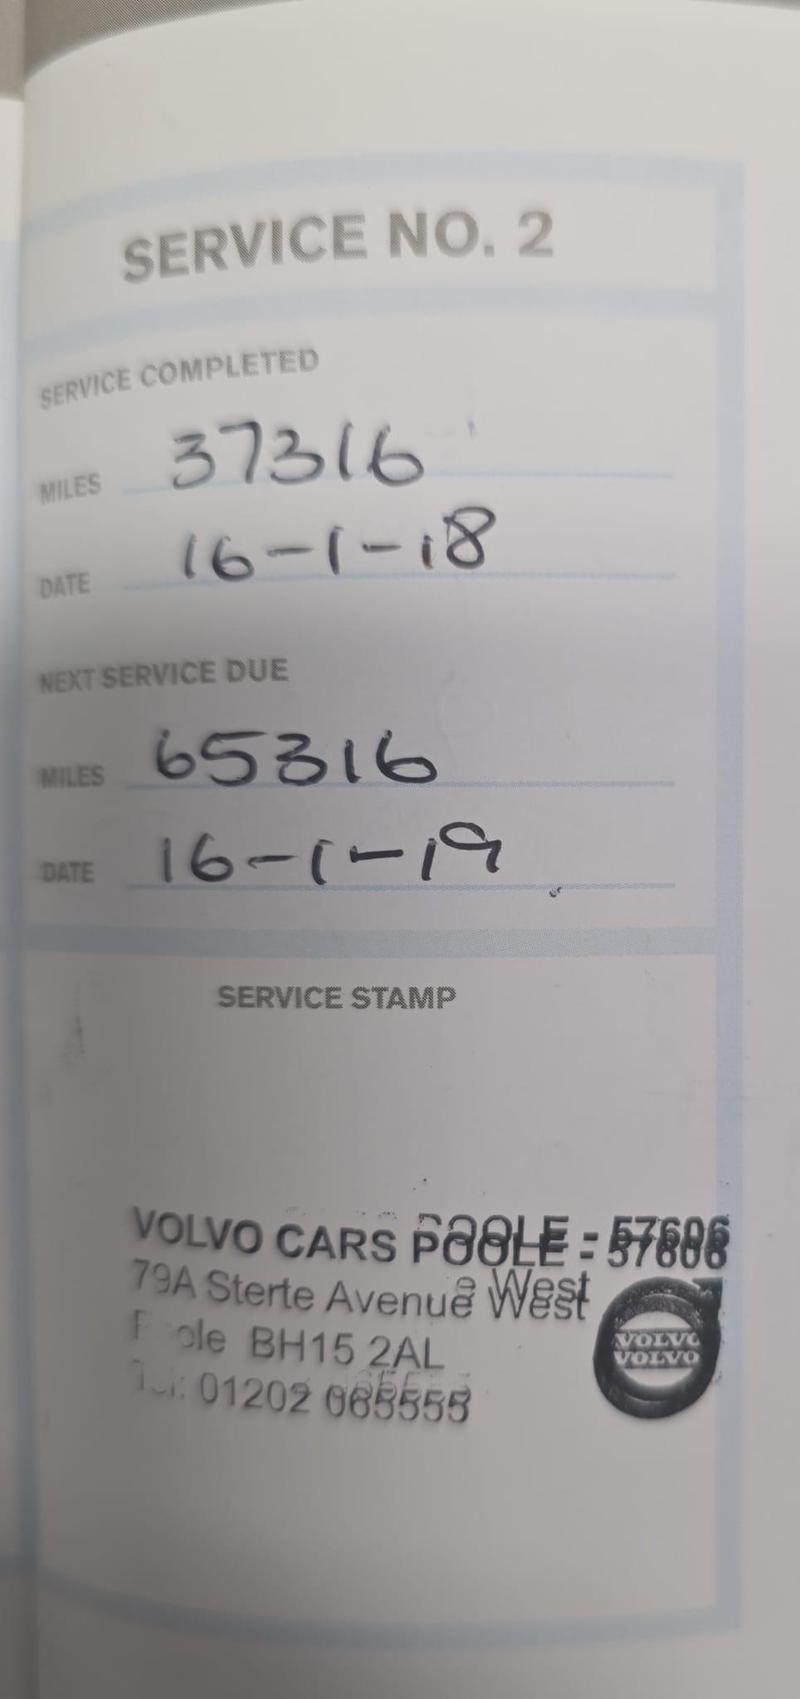 SERVICE NO. 2
SERVICE COMPLETED
MILES 37316
DATE 16-1-18
NEXT SERVICE DUE
MILES 65316
DATE 16-1-19
SERVICE STAMP
VOLVO CARS POOLE - 57606
79A Sterte Avenue West
BH15 2AL
01202
VOLVO
VOLVO